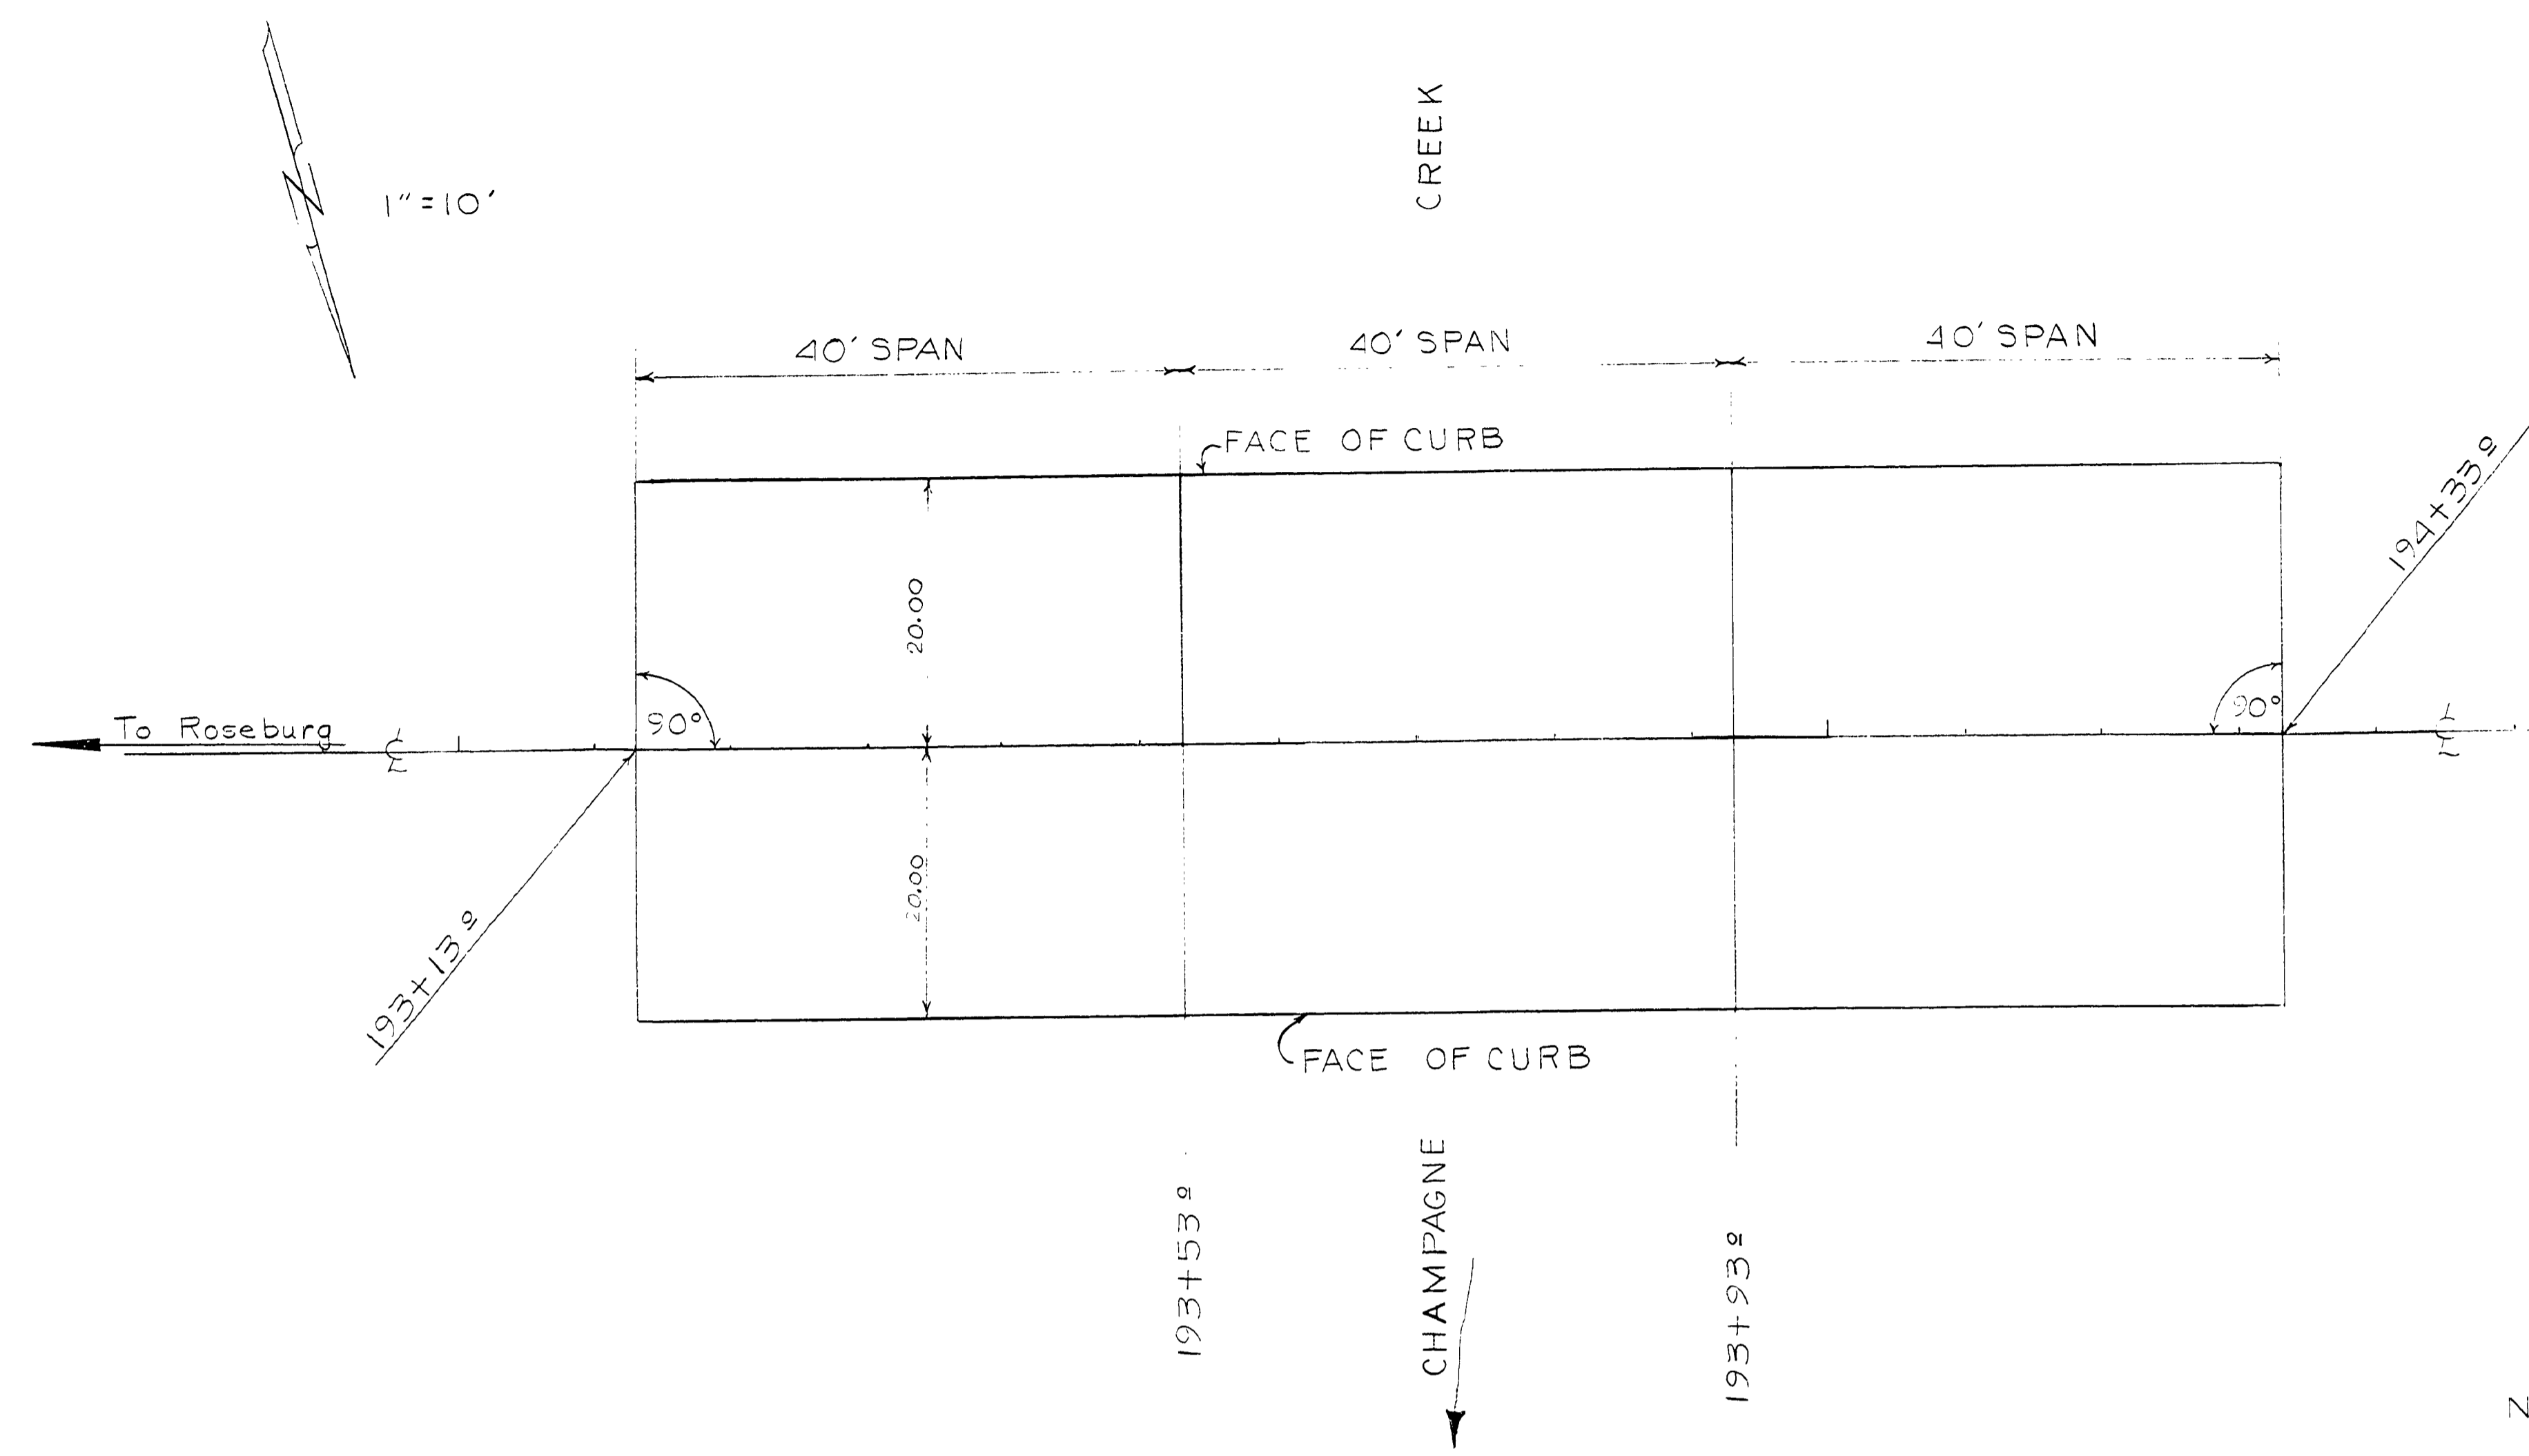 CREEK
1" = 10'
40' SPAN
40' SPAN
40' SPAN
FACE OF CURB
194+33º
20.00
90°
90°
To Roseburg
℄
℄
20.00
193+13º
FACE OF CURB
CHAMPAGNE
193+53º
193+93º
N